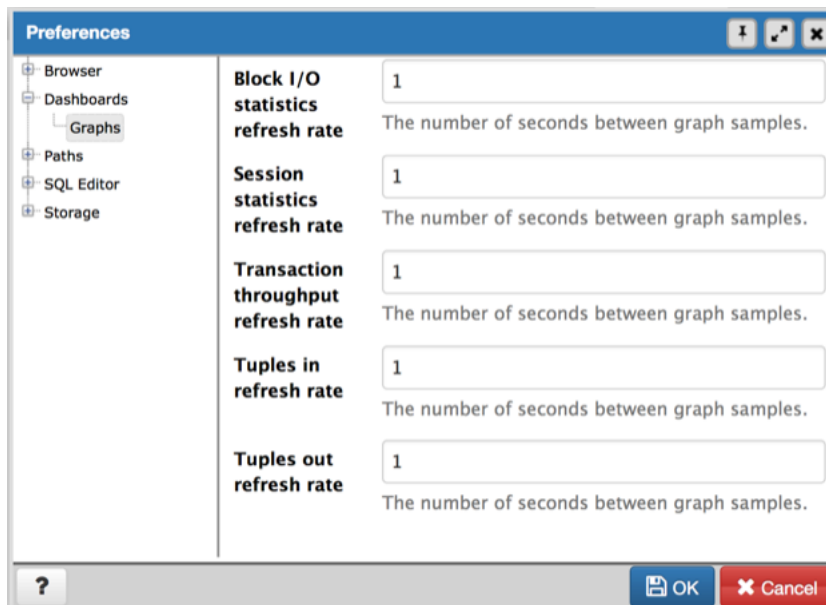 Preferences
Browser
Dashboards
Graphs
Paths
SQL Editor
Storage
Block I/O
statistics
refresh rate
1
The number of seconds between graph samples.
Session
statistics
refresh rate
1
The number of seconds between graph samples.
Transaction
throughput
refresh rate
1
The number of seconds between graph samples.
Tuples in
refresh rate
1
The number of seconds between graph samples.
Tuples out
refresh rate
1
The number of seconds between graph samples.
?
OK
Cancel